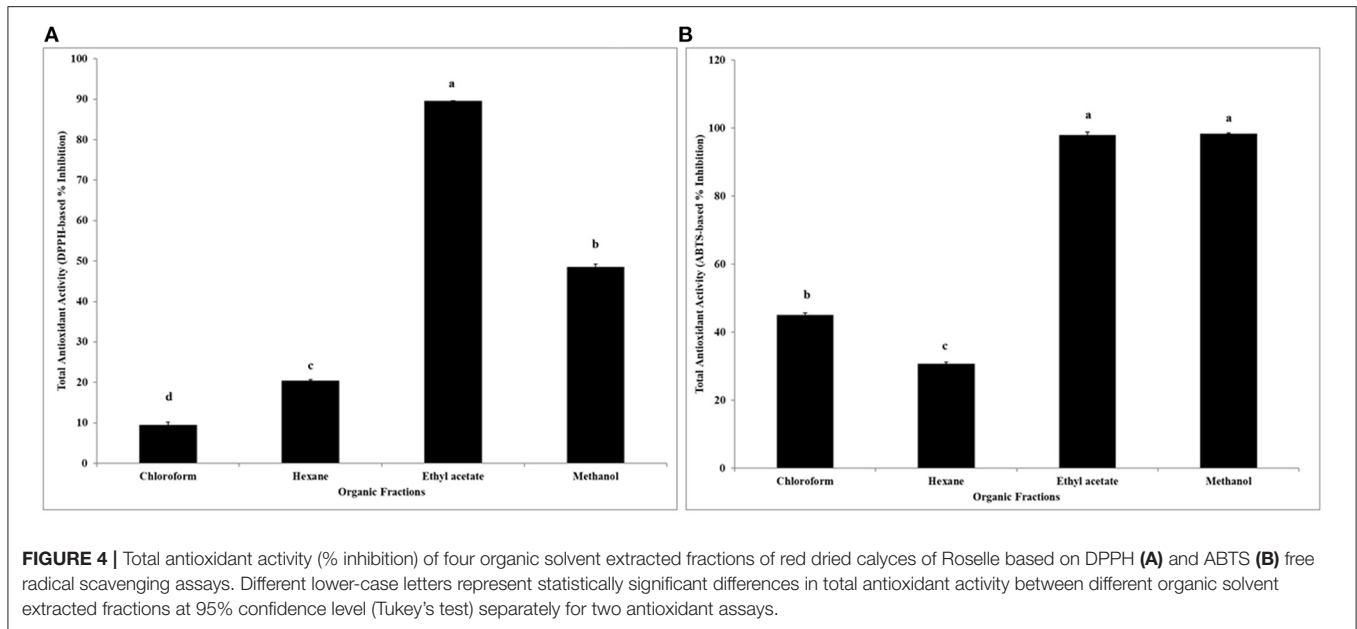 A
Total Antioxidant Activity (DPPH-based % Inhibition)
100
90
80
70
60
50
40
30
20
10
0
d
c
a
b
Chloroform
Hexane
Ethyl acetate
Methanol
Organic Fractions
B
Total Antioxidant Activity (ABTS-based % Inhibition)
120
100
80
60
40
20
0
b
c
a
a
Chloroform
Hexane
Ethyl acetate
Methanol
Organic Fractions
FIGURE 4 | Total antioxidant activity (% inhibition) of four organic solvent extracted fractions of red dried calyces of Roselle based on DPPH (A) and ABTS (B) free
radical scavenging assays. Different lower-case letters represent statistically significant differences in total antioxidant activity between different organic solvent
extracted fractions at 95% confidence level (Tukey's test) separately for two antioxidant assays.